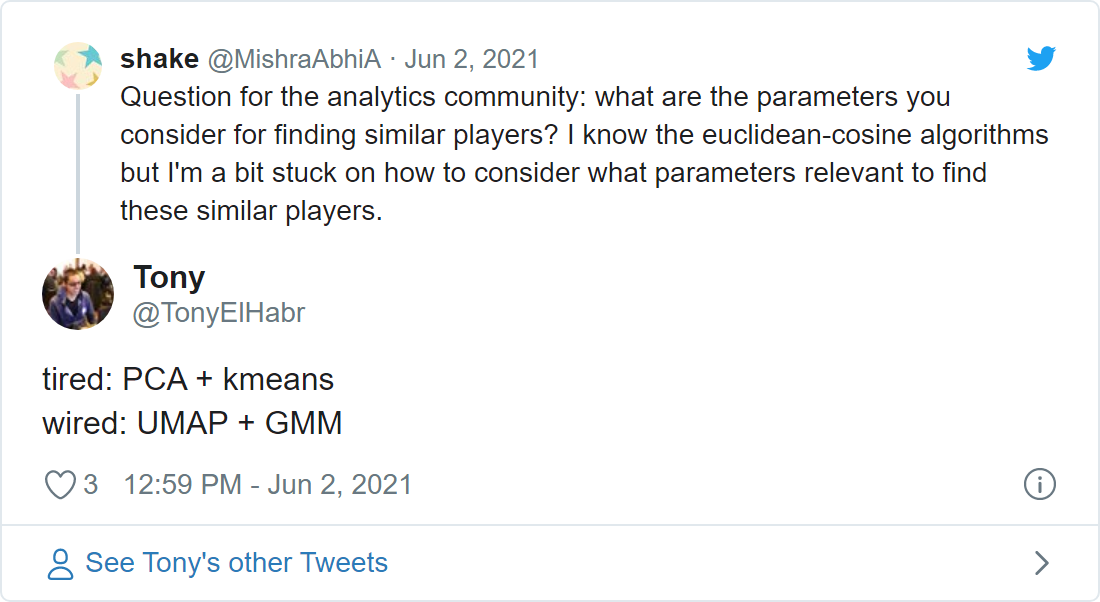 shake @MishraAbhiA · Jun 2, 2021
Question for the analytics community: what are the parameters you
consider for finding similar players? I know the euclidean-cosine algorithms
but I'm a bit stuck on how to consider what parameters relevant to find
these similar players.
Tony
@TonyElHabr
tired: PCA + kmeans
wired: UMAP + GMM
3 12:59 PM - Jun 2, 2021
See Tony's other Tweets